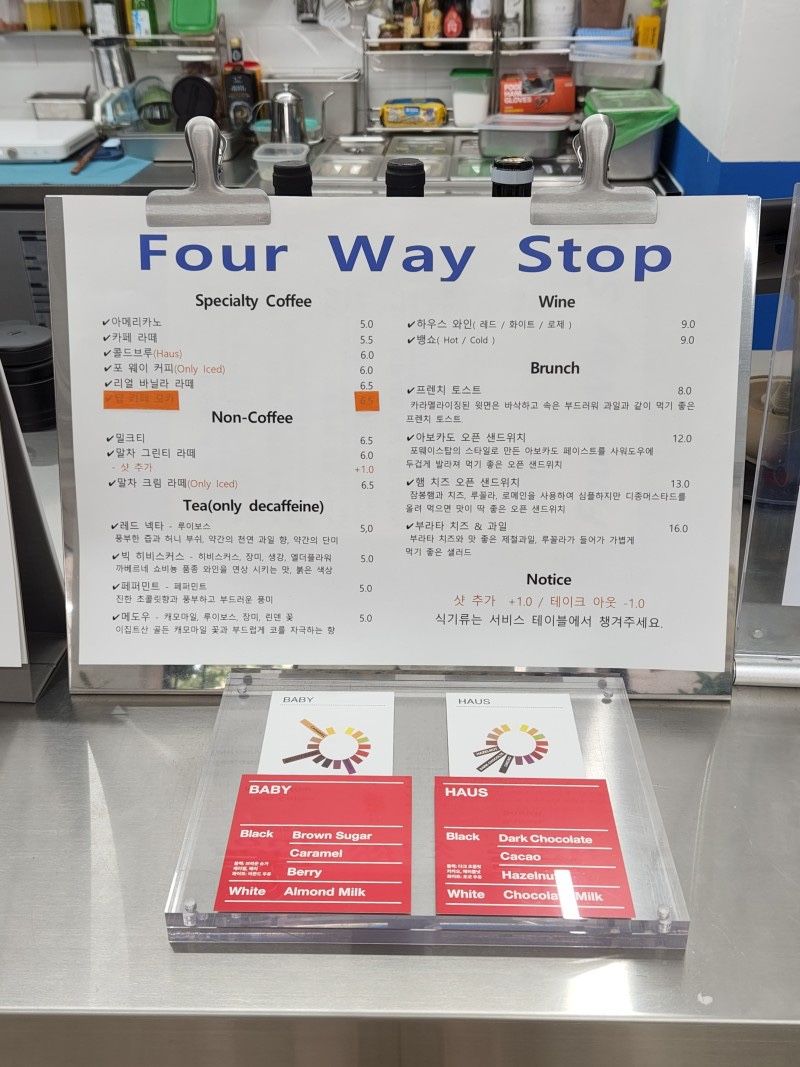 Four Way Stop
Specialty Coffee
✔아메리카노 5.0
✔카페 라떼 5.5
✔콜드브루(Haus) 6.0
✔포 웨이 커피(Only Iced) 6.0
✔리얼 바닐라 라떼 6.5
6.5
Non-Coffee
✔밀크티 6.5
✔말차 그린티 라떼 6.0
- 샷 추가 +1.0
✔말차 크림 라떼(Only Iced) 6.5
Tea(only decaffeine)
✔레드 넥타 - 루이보스 5.0
풍부한 즙과 허니 부쉬, 약간의 천연 과일 향, 약간의 단미
✔빅 히비스커스 - 히비스커스, 장미, 생강, 엘더플라워 5.0
까베르네 쇼비뇽 품종 와인을 연상 시키는 맛, 붉은 색상
✔페퍼민트 - 페퍼민트 5.0
진한 초콜릿향과 풍부하고 부드러운 풍미
✔메도우 - 캐모마일, 루이보스, 장미, 린덴 꽃 5.0
이집트산 골든 캐모마일 꽃과 부드럽게 코를 자극하는 향
Wine
✔하우스 와인( 레드 / 화이트 / 로제 ) 9.0
✔뱅쇼( Hot / Cold ) 9.0
Brunch
✔프렌치 토스트 8.0
카라멜라이징된 윗면은 바삭하고 속은 부드러워 과일과 같이 먹기 좋은
프렌치 토스트
✔아보카도 오픈 샌드위치 12.0
포웨이스탑의 스타일로 만든 아보카도 페이스트를 사워도우에
두껍게 발라져 먹기 좋은 오픈 샌드위치
✔햄 치즈 오픈 샌드위치 13.0
잠봉햄과 치즈, 루꼴라, 로메인을 사용하여 심플하지만 디종머스타드를
올려 먹으면 맛이 딱 좋은 오픈 샌드위치
✔부라타 치즈 & 과일 16.0
부라타 치즈와 맛 좋은 제철과일, 루꼴라가 들어가 가볍게
먹기 좋은 샐러드
Notice
샷 추가 +1.0 / 테이크 아웃 -1.0
식기류는 서비스 테이블에서 챙겨주세요.
BABY
HAUS
BABY
Black Brown Sugar
Caramel
Berry
White Almond Milk
HAUS
Black Dark Chocolate
Cacao
Hazelnut
White Chocolate Milk
FOOD
HAND
GLOVES